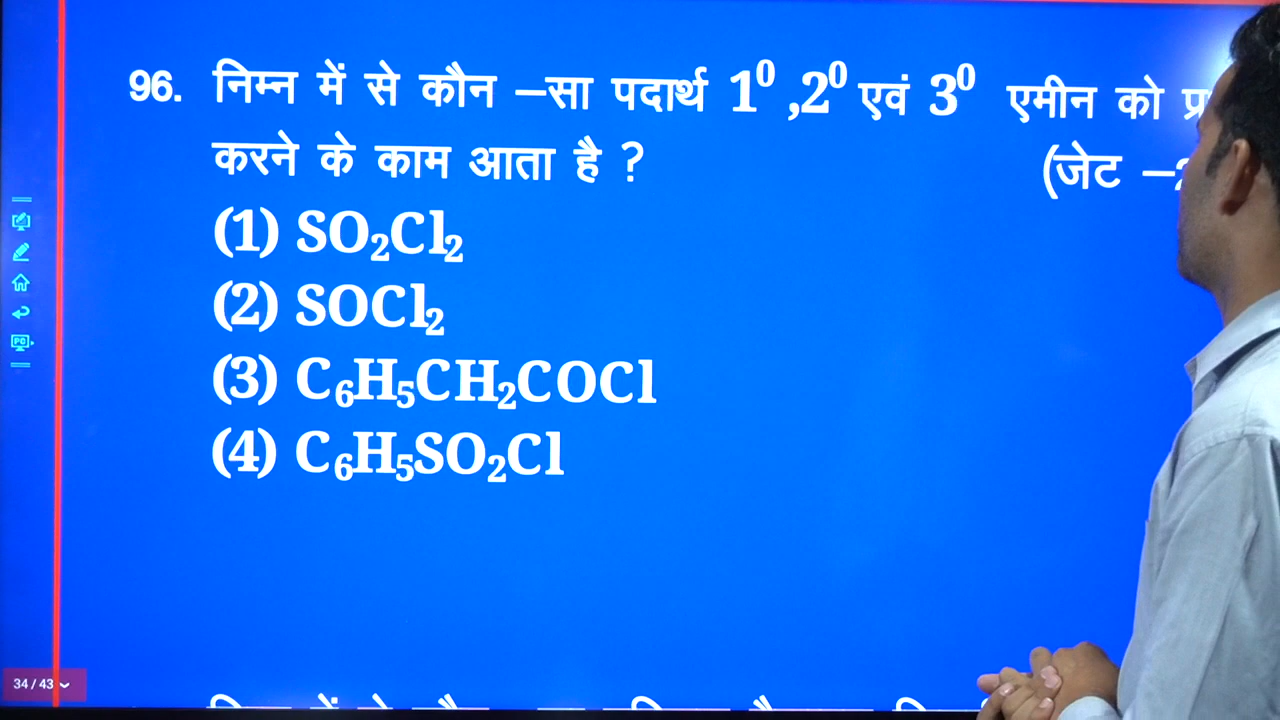 96. निम्न में से कौन –सा पदार्थ 1⁰ ,2⁰ एवं 3⁰ एमीन को
करने के काम आता है ?
(जेट –
(1) SO₂Cl₂
(2) SOCl₂
(3) C₆H₅CH₂COCl
(4) C₆H₅SO₂Cl
34 / 43